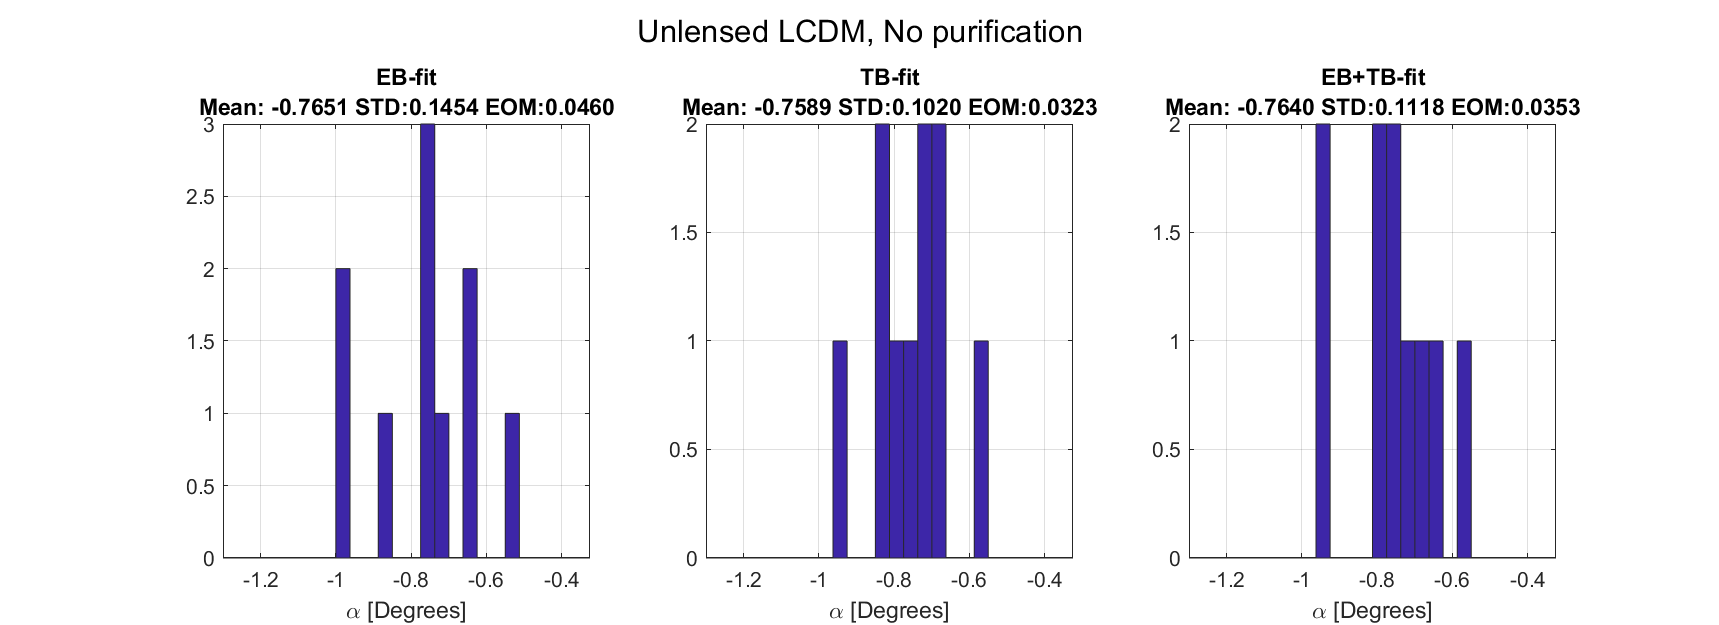 Unlensed LCDM, No purification
EB-fit
Mean: -0.7651 STD:0.1454 EOM:0.0460
3
2.5
2
1.5
1
0.5
0
-1.2 -1 -0.8 -0.6 -0.4
α [Degrees]
TB-fit
Mean: -0.7589 STD:0.1020 EOM:0.0323
2
1.5
1
0.5
0
-1.2 -1 -0.8 -0.6 -0.4
α [Degrees]
EB+TB-fit
Mean: -0.7640 STD:0.1118 EOM:0.0353
2
1.5
1
0.5
0
-1.2 -1 -0.8 -0.6 -0.4
α [Degrees]